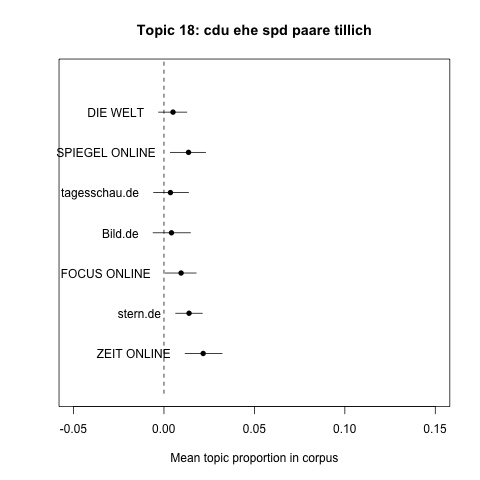 Topic 18: cdu ehe spd paare tillich
DIE WELT
SPIEGEL ONLINE
tagesschau.de
Bild.de
FOCUS ONLINE
stern.de
ZEIT ONLINE
-0.05 0.00 0.05 0.10 0.15
Mean topic proportion in corpus